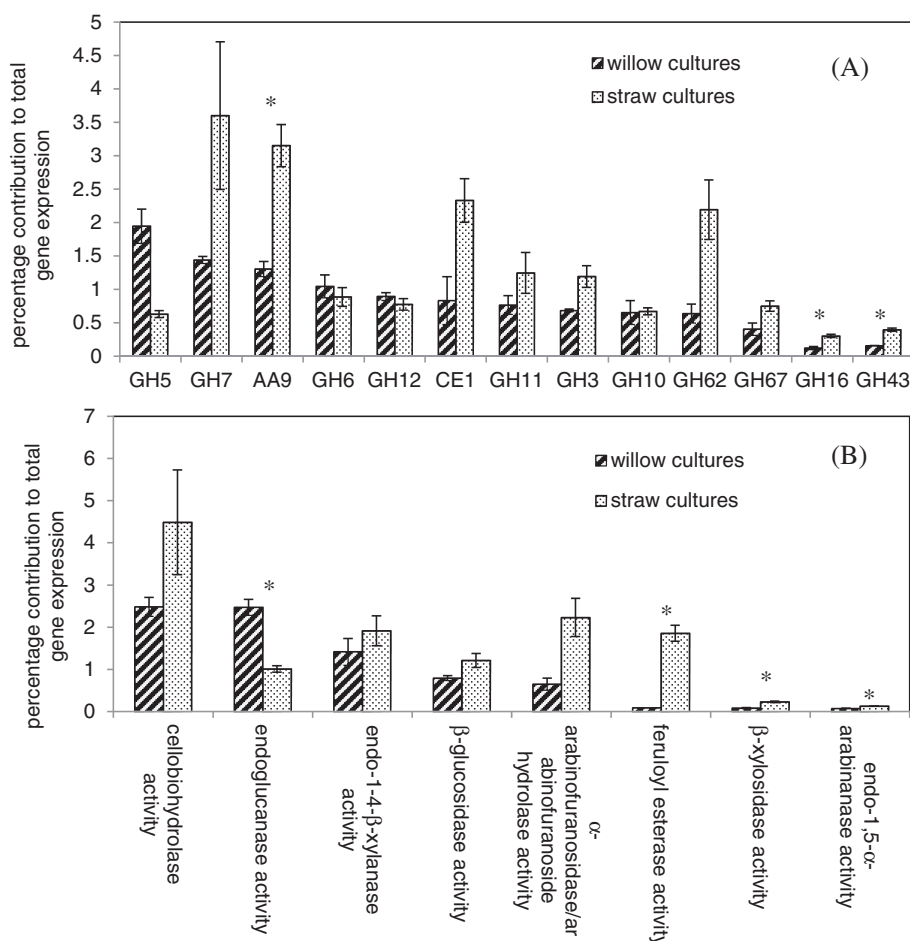 percentage contribution to total
gene expression
5
4.5
4
3.5
3
2.5
2
1.5
1
0.5
0
willow cultures
straw cultures
(A)
*
*
*
GH5 GH7 AA9 GH6 GH12 CE1 GH11 GH3 GH10 GH62 GH67 GH16 GH43
percentage contribution to total
gene expression
7
6
5
4
3
2
1
0
willow cultures
straw cultures
(B)
*
*
*
*
cellobiohydrolase
activity
endoglucanase activity
endo-1-4-β-xylanase
activity
β-glucosidase activity
α-
arabinofuranosidase/ar
abinofuranoside
hydrolase activity
feruloyl esterase activity
β-xylosidase activity
endo-1,5-α-
arabinanase activity